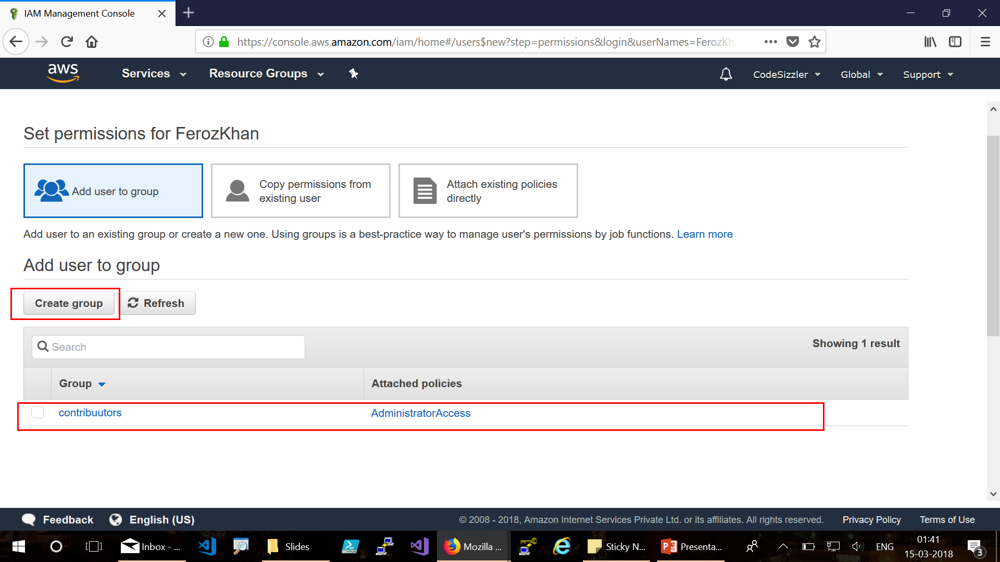 IAM Management Console
https://console.aws.amazon.com/iam/home#/users$new?step=permissions&login&userNames=FerozKh
aws Services Resource Groups CodeSizzler Global Support
Set permissions for FerozKhan
Add user to group
Copy permissions from
existing user
Attach existing policies
directly
Add user to an existing group or create a new one. Using groups is a best-practice way to manage user's permissions by job functions. Learn more
Add user to group
Create group Refresh
Search
Showing 1 result
Group Attached policies
contribuutors AdministratorAccess
Feedback English (US) © 2008 - 2018, Amazon Internet Services Private Ltd. or its affiliates. All rights reserved. Privacy Policy Terms of Use
Inbox - ... Slides Mozilla ... Sticky N... Presenta... ENG
01:41
15-03-2018
3